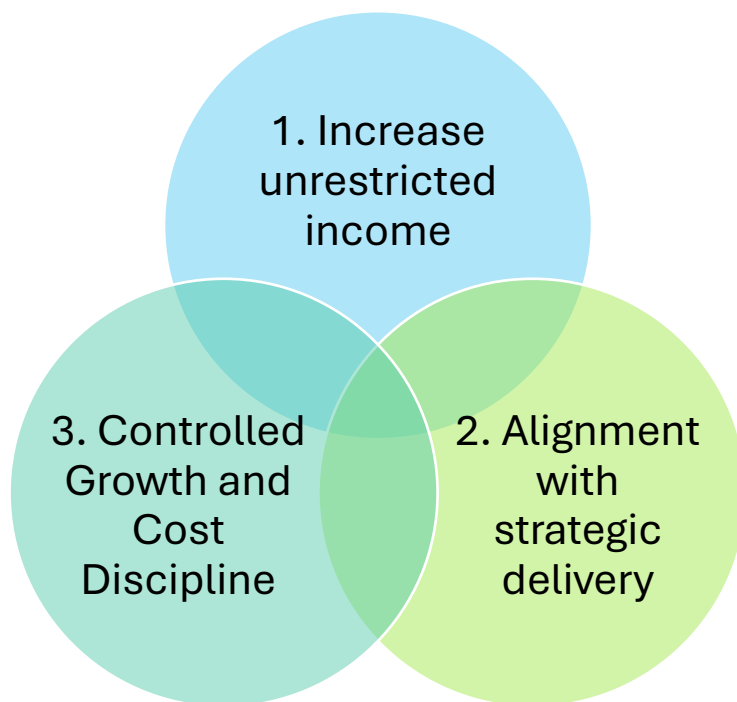 1. Increase
unrestricted
income
3. Controlled
Growth and
Cost
Discipline
2. Alignment
with
strategic
delivery